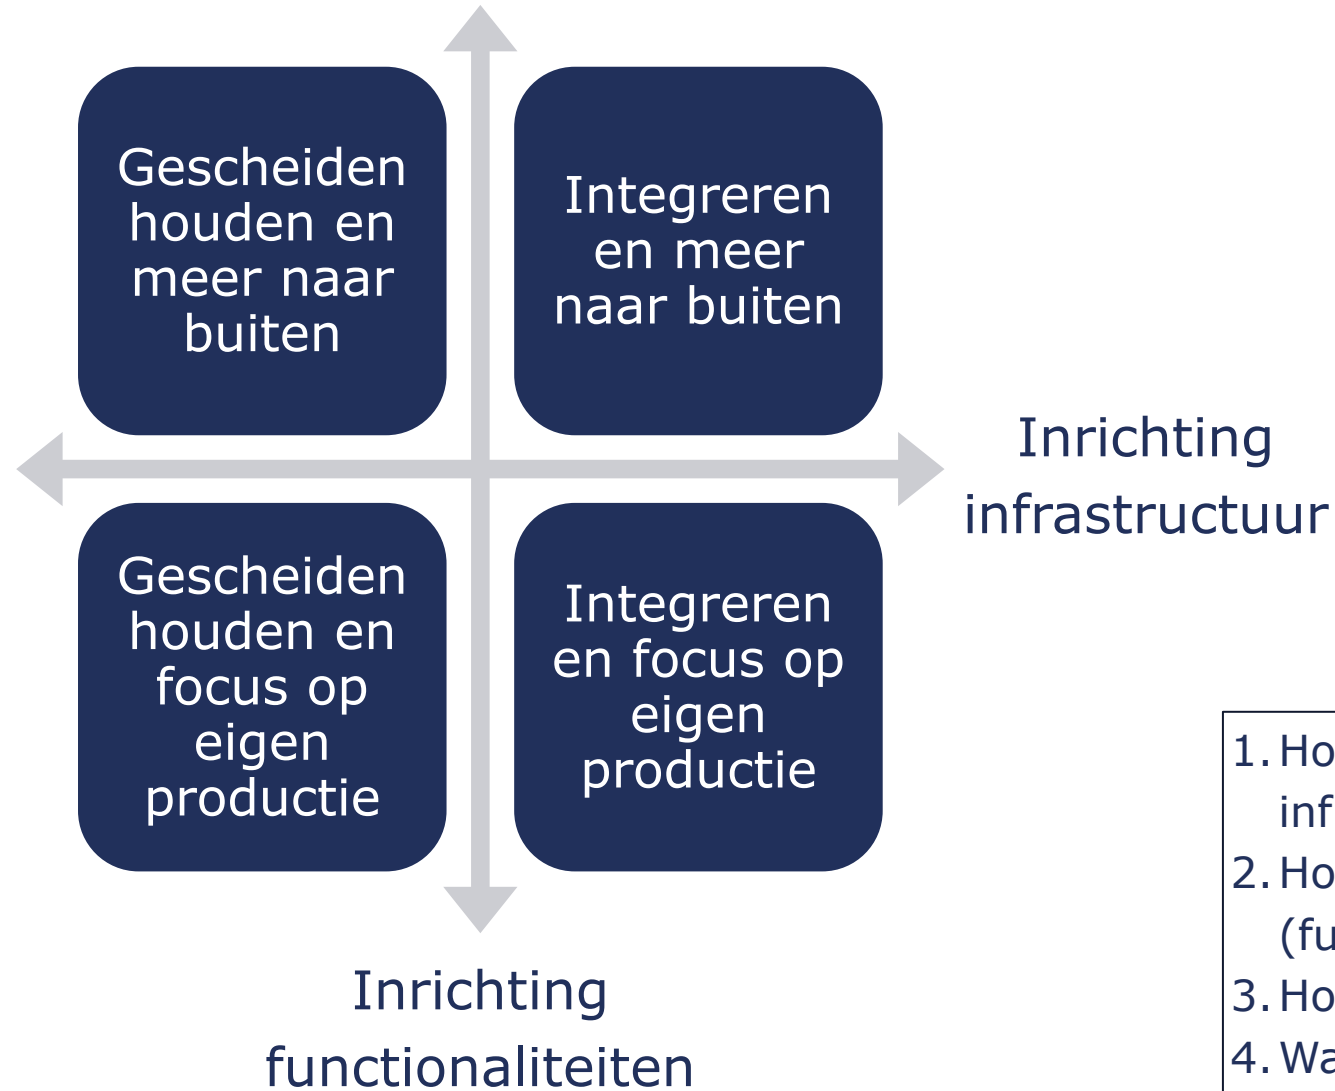 Gescheiden
houden en
meer naar
buiten
Integreren
en meer
naar buiten
Inrichting
infrastructuur
Gescheiden
houden en
focus op
eigen
productie
Integreren
en focus op
eigen
productie
Inrichting
functionaliteiten
1.
2.
3.
4.